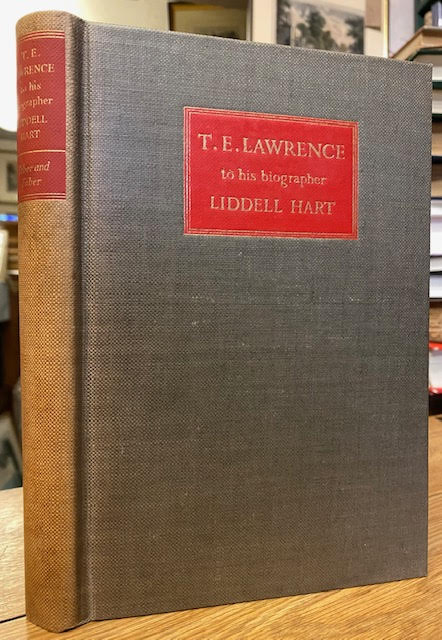 T. E.
LAWRENCE
to his
biographer
LIDDELL
HART
Faber and
Faber
T. E. LAWRENCE
to his biographer
LIDDELL HART